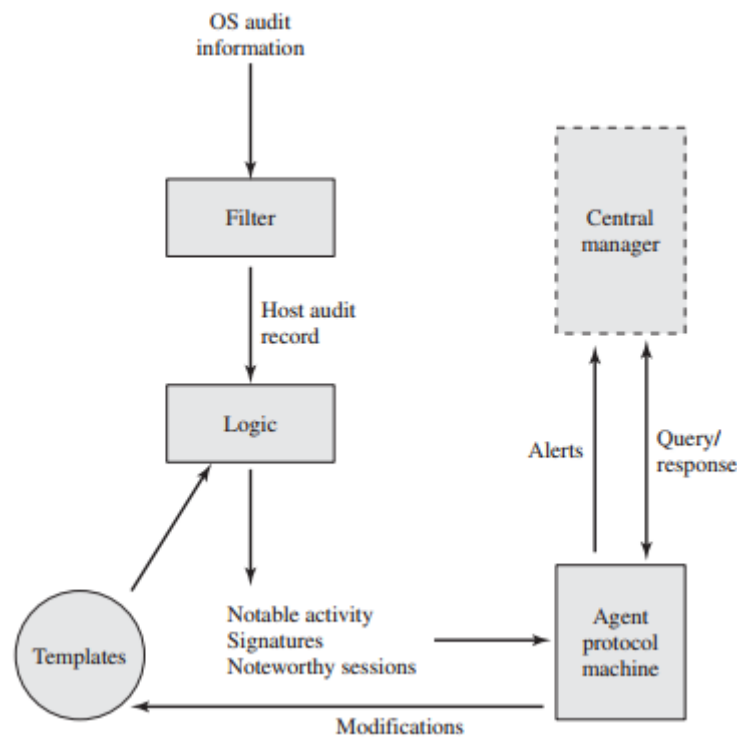 OS audit
information
Filter
Central
manager
Host audit
record
Logic
Alerts
Query/
response
Notable activity
Signatures
Noteworthy sessions
Agent
protocol
machine
Templates
Modifications